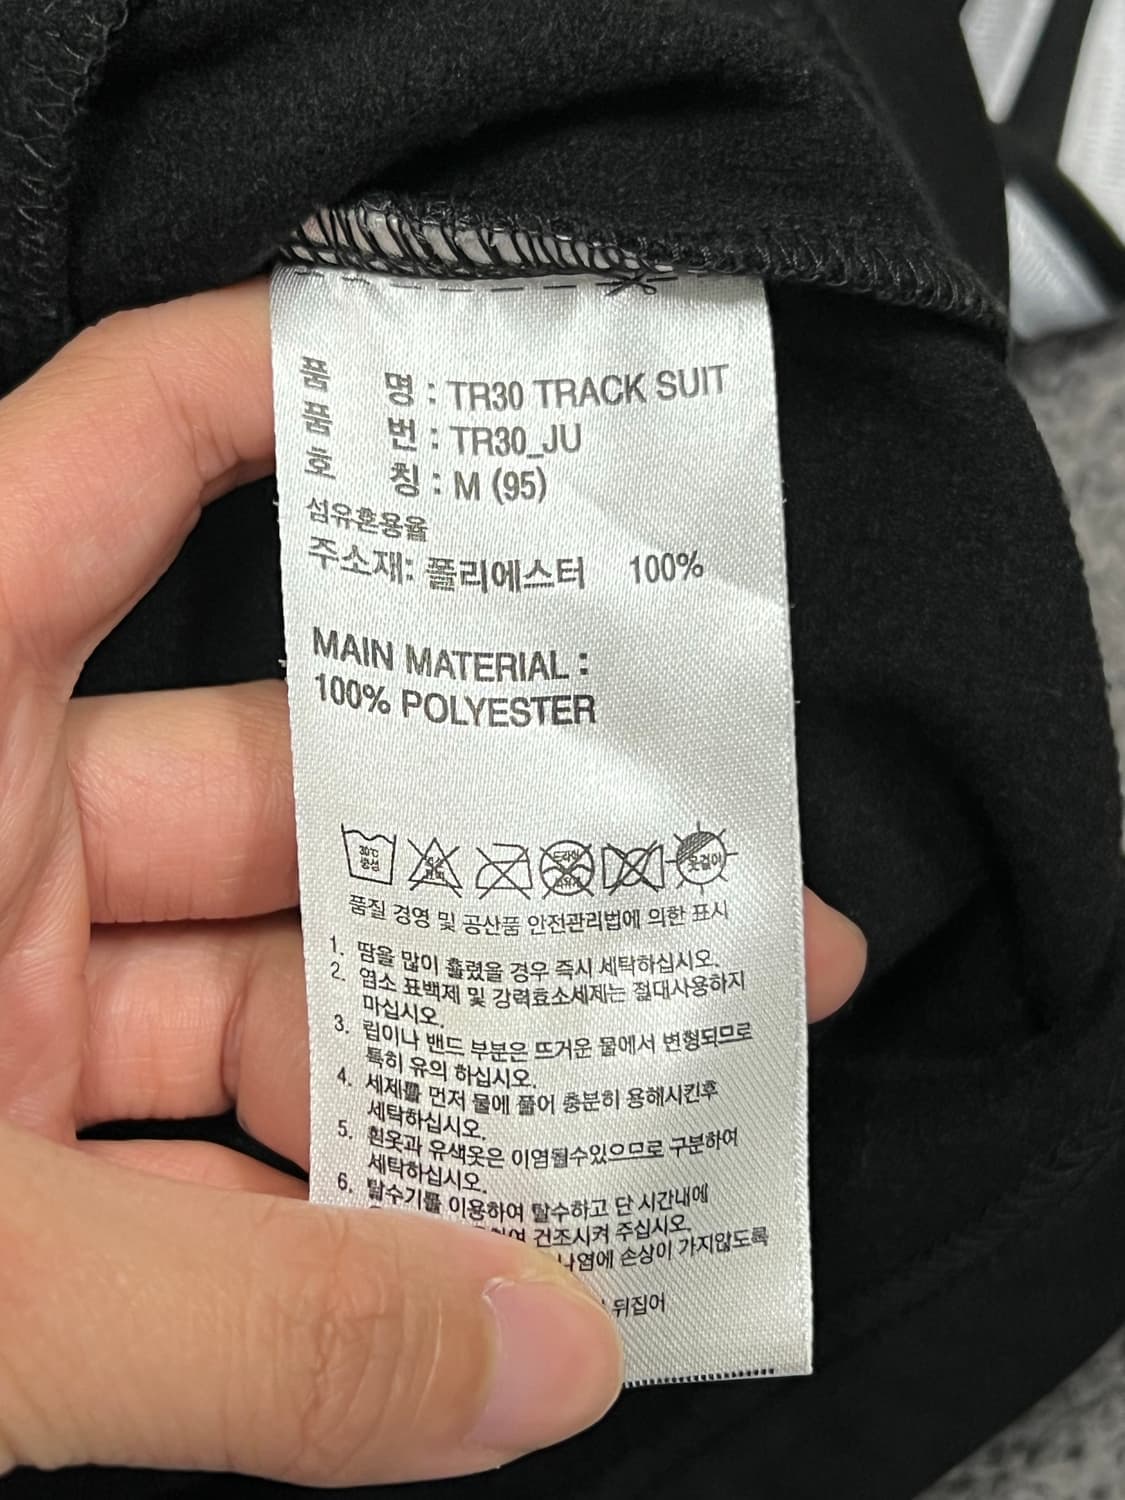 품 명 : TR30 TRACK SUIT
품 번 : TR30_JU
호 칭 : M (95)
섬유혼용율
주소재: 폴리에스터 100%
MAIN MATERIAL :
100% POLYESTER
30℃ 중성
옷걸이
품질 경영 및 공산품 안전관리법에 의한 표시
1. 땀을 많이 흘렸을 경우 즉시 세탁하십시오.
2. 염소 표백제 및 강력효소세제는 절대사용하지
마십시오.
3. 립이나 밴드 부분은 뜨거운 물에서 변형되므로
특히 유의 하십시오.
4. 세제를 먼저 물에 풀어 충분히 용해시킨후
세탁하십시오.
5. 흰옷과 유색옷은 이염될수있으므로 구분하여
세탁하십시오.
6. 탈수기를 이용하여 탈수하고 단 시간내에
건조시켜 주십시오.
손상이 가지않도록
뒤집어